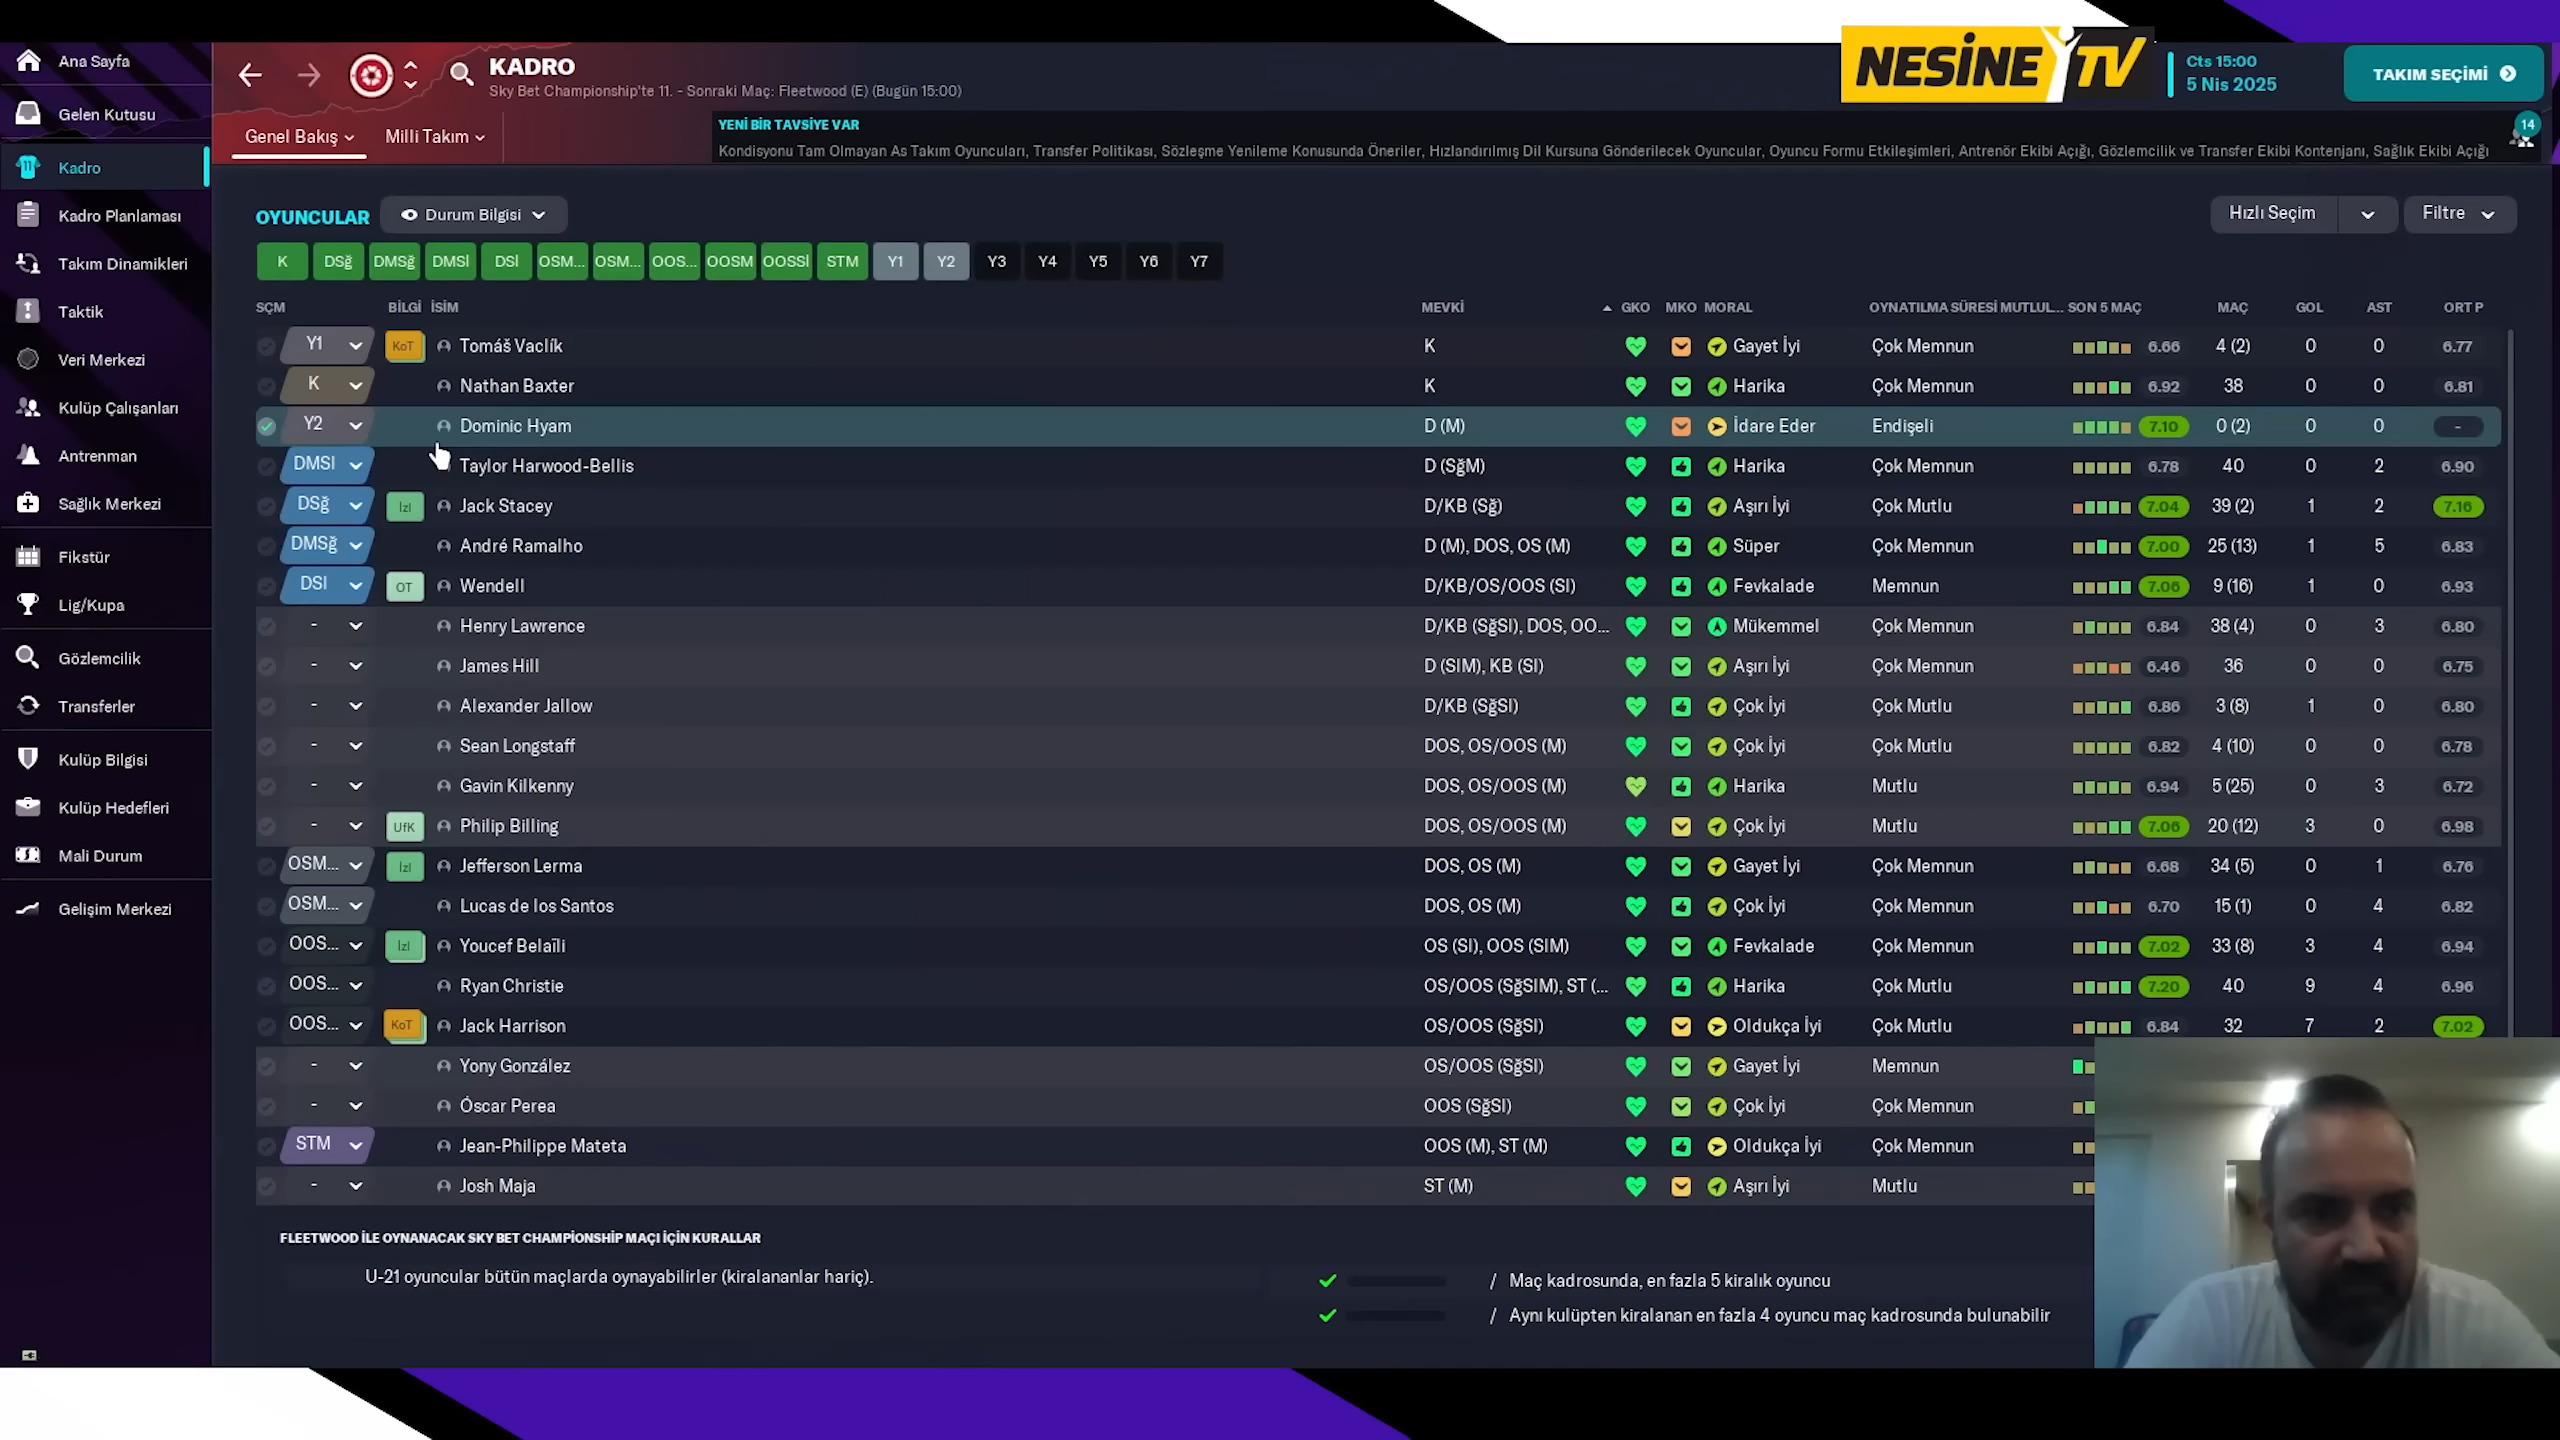 NESİNE TV
Ana Sayfa
Gelen Kutusu
Kadro
Kadro Planlaması
Takım Dinamikleri
Taktik
Veri Merkezi
Kulüp Çalışanları
Antrenman
Sağlık Merkezi
Fikstür
Lig/Kupa
Gözlemcilik
Transferler
Kulüp Bilgisi
Kulüp Hedefleri
Mali Durum
Gelişim Merkezi
KADRO
Sky Bet Championship'te 11. - Sonraki Maç: Fleetwood (E) (Bugün 15:00)
Cts 15:00
5 Nis 2025
TAKIM SEÇİMİ
Genel Bakış Milli Takım
YENİ BİR TAVSİYE VAR
Kondisyonu Tam Olmayan As Takım Oyuncuları, Transfer Politikası, Sözleşme Yenileme Konusunda Öneriler, Hızlandırılmış Dil Kursuna Gönderilecek Oyuncular, Oyuncu Formu Etkileşimleri, Antrenör Ekibi Açığı, Gözlemcilik ve Transfer Ekibi Kontenjanı, Sağlık Ekibi Açığı
14
OYUNCULAR Durum Bilgisi Hızlı Seçim Filtre
K DSğ DMSğ DMSl DSl OSM... OSM... OOS... OOSM OOSSl STM Y1 Y2 Y3 Y4 Y5 Y6 Y7
SÇM BİLGİ İSİM MEVKİ GKO MKO MORAL OYNATILMA SÜRESİ MUTLUL... SON 5 MAÇ MAÇ GOL AST ORT P
Y1 KoT Tomáš Vaclík K Gayet İyi Çok Memnun 6.66 4 (2) 0 0 6.77
K Nathan Baxter K Harika Çok Memnun 6.92 38 0 0 6.81
Y2 Dominic Hyam D (M) İdare Eder Endişeli 7.10 0 (2) 0 0 -
DMSl Taylor Harwood-Bellis D (SğM) Harika Çok Memnun 6.78 40 0 2 6.90
DSğ İzl Jack Stacey D/KB (Sğ) Aşırı İyi Çok Mutlu 7.04 39 (2) 1 2 7.16
DMSğ André Ramalho D (M), DOS, OS (M) Süper Çok Memnun 7.00 25 (13) 1 5 6.83
DSl OT Wendell D/KB/OS/OOS (Sl) Fevkalade Memnun 7.06 9 (16) 1 0 6.93
- Henry Lawrence D/KB (SğSl), DOS, OO... Mükemmel Çok Memnun 6.84 38 (4) 0 3 6.80
- James Hill D (SlM), KB (Sl) Aşırı İyi Çok Memnun 6.46 36 0 0 6.75
- Alexander Jallow D/KB (SğSl) Çok İyi Çok Mutlu 6.86 3 (8) 1 0 6.80
- Sean Longstaff DOS, OS/OOS (M) Çok İyi Çok Mutlu 6.82 4 (10) 0 0 6.78
- Gavin Kilkenny DOS, OS/OOS (M) Harika Mutlu 6.94 5 (25) 0 3 6.72
- UfK Philip Billing DOS, OS/OOS (M) Çok İyi Mutlu 7.06 20 (12) 3 0 6.98
OSM... İzl Jefferson Lerma DOS, OS (M) Gayet İyi Çok Memnun 6.68 34 (5) 0 1 6.76
OSM... Lucas de los Santos DOS, OS (M) Çok İyi Çok Memnun 6.70 15 (1) 0 4 6.82
OOS... İzl Youcef Belaïli OS (Sl), OOS (SlM) Fevkalade Çok Memnun 7.02 33 (8) 3 4 6.94
OOS... Ryan Christie OS/OOS (SğSlM), ST (... Harika Çok Mutlu 7.20 40 9 4 6.96
OOS... KoT Jack Harrison OS/OOS (SğSl) Oldukça İyi Çok Mutlu 6.84 32 7 2 7.02
- Yony González OS/OOS (SğSl) Gayet İyi Memnun
- Óscar Perea OOS (SğSl) Çok İyi Çok Memnun
STM Jean-Philippe Mateta OOS (M), ST (M) Oldukça İyi Çok Memnun
- Josh Maja ST (M) Aşırı İyi Mutlu
FLEETWOOD İLE OYNANACAK SKY BET CHAMPİONSHİP MAÇI İÇİN KURALLAR
U-21 oyuncular bütün maçlarda oynayabilirler (kiralananlar hariç).
/ Maç kadrosunda, en fazla 5 kiralık oyuncu
/ Aynı kulüpten kiralanan en fazla 4 oyuncu maç kadrosunda bulunabilir